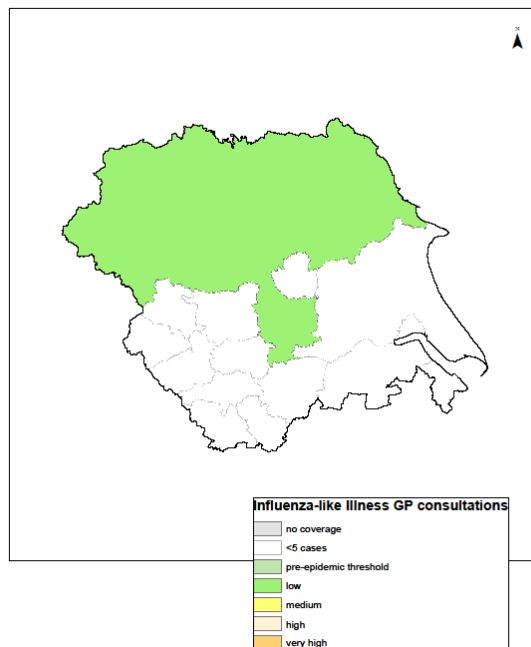 Influenza-like Illness GP consultations
no coverage
<5 cases
pre-epidemic threshold
low
medium
high
very high